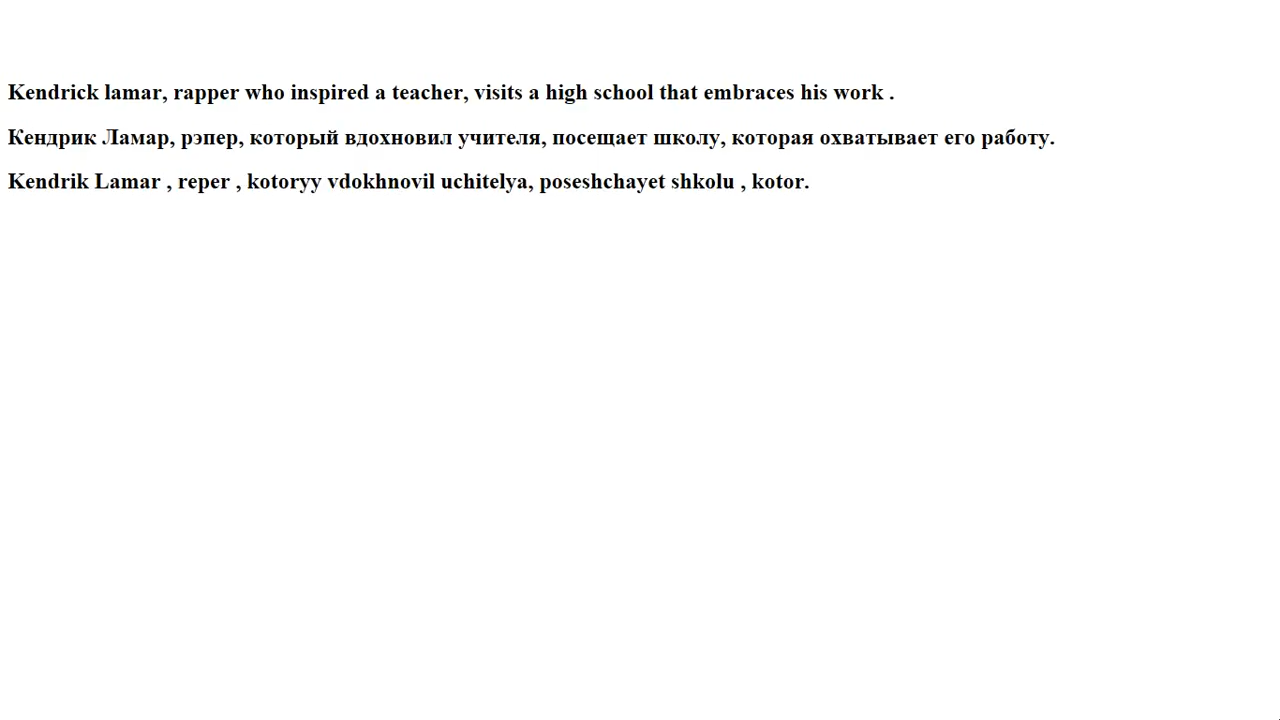 Kendrick lamar, rapper who inspired a teacher, visits a high school that embraces his work .
Кендрик Ламар, рэпер, который вдохновил учителя, посещает школу, которая охватывает его работу.
Kendrik Lamar , reper , kotoryy vdokhnovil uchitelya, poseshchayet shkolu , kotor.